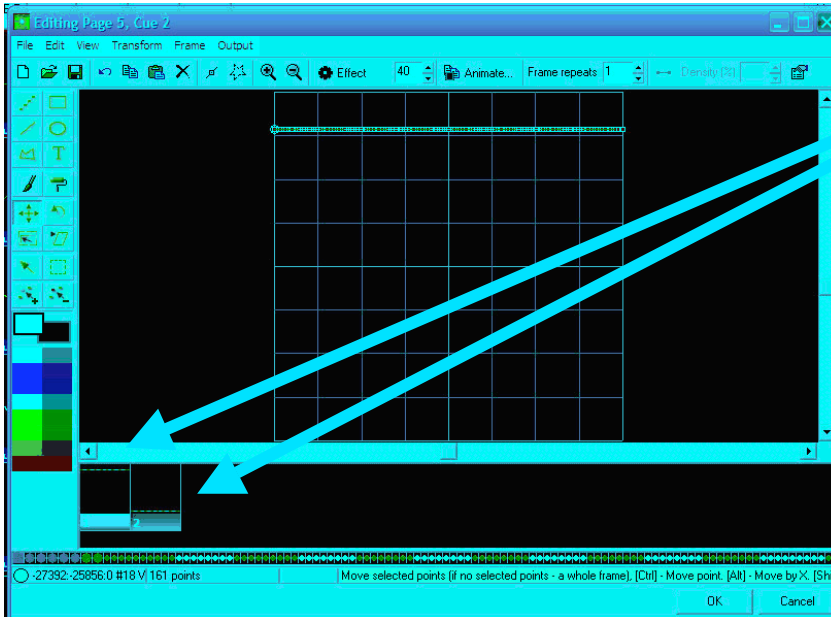 Editing Page 5, Cue 2
File Edit View Transform Frame Output
Effect 40 Animate... Frame repeats 1 Density [%]
T
2
-27392:-25856:0 #18 V 161 points Move selected points (if no selected points - a whole frame), [Ctrl] - Move point. [Alt] - Move by X. [Sh
OK Cancel